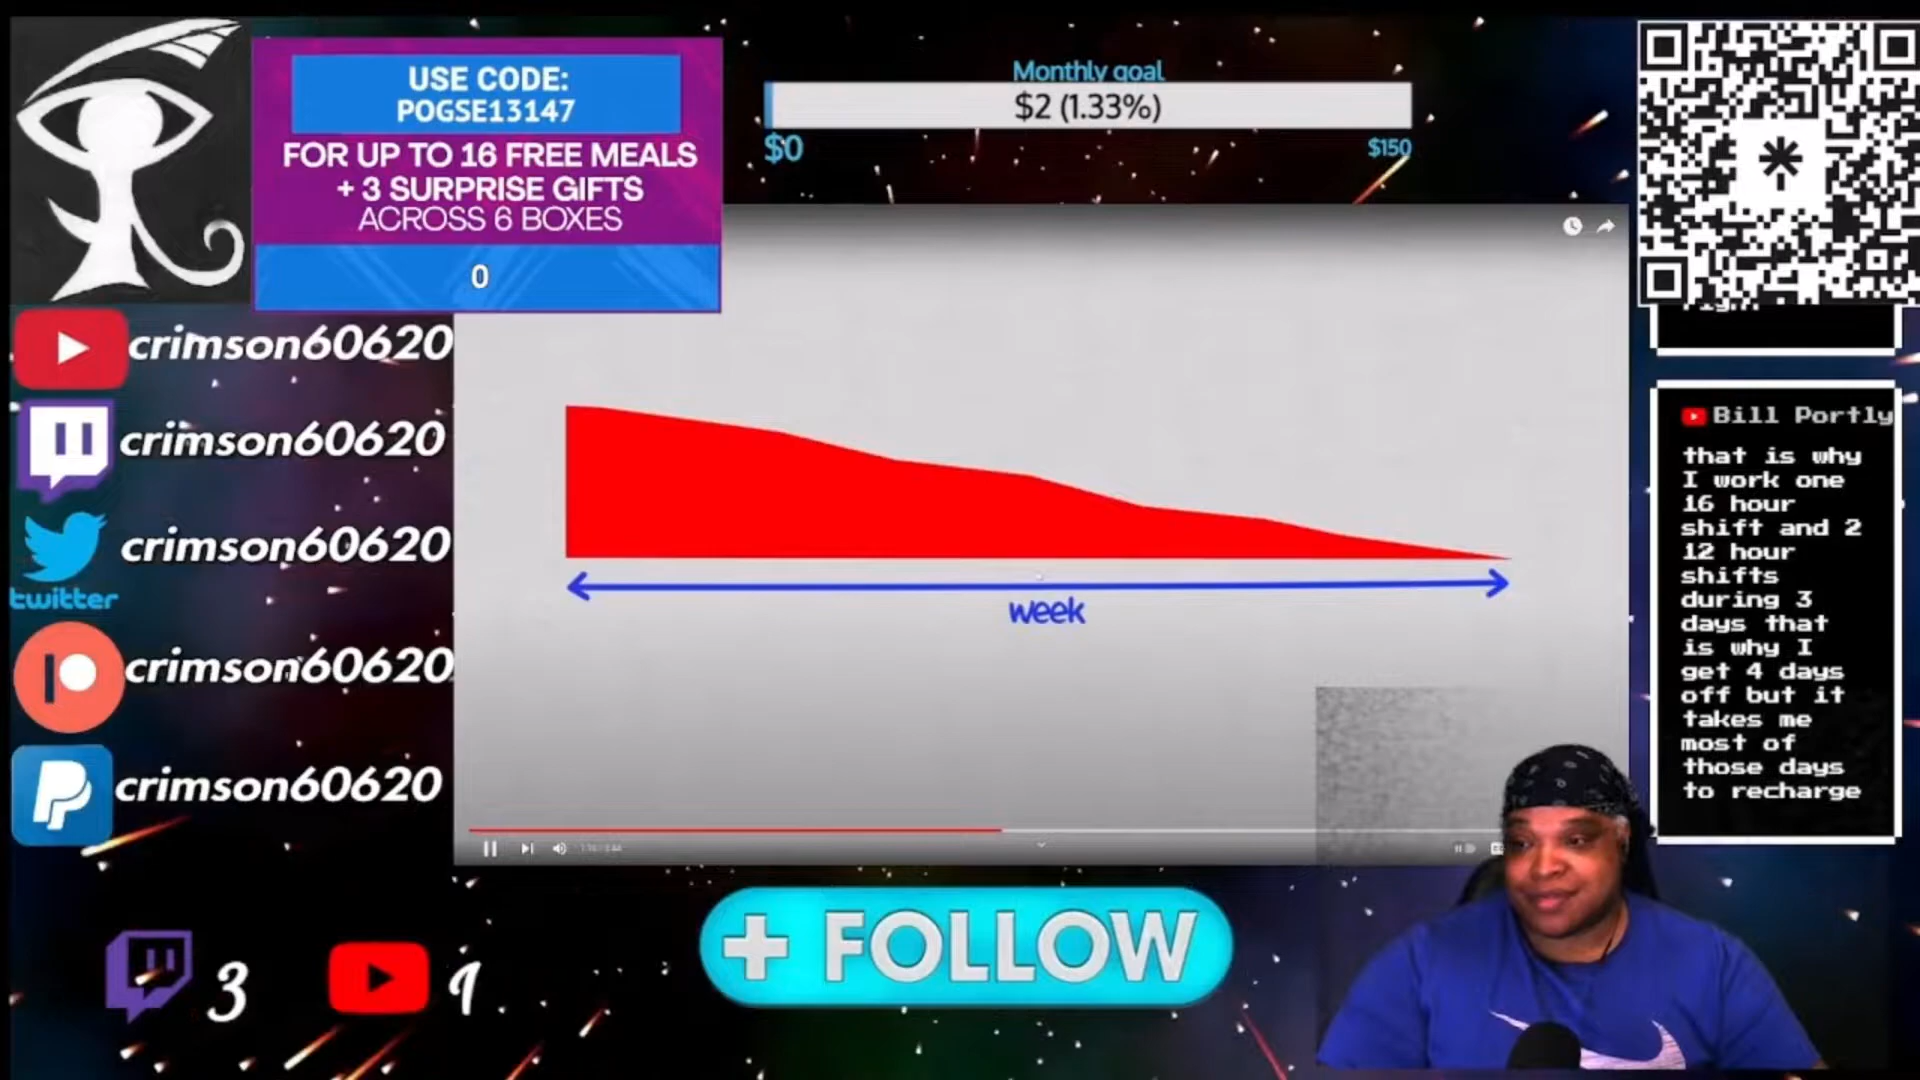 USE CODE:
POGSE13147
FOR UP TO 16 FREE MEALS
+ 3 SURPRISE GIFTS
ACROSS 6 BOXES
0
Monthly goal
$2 (1.33%)
$0
$150
crimson60620
crimson60620
crimson60620
twitter
crimson60620
crimson60620
week
Bill Portly
that is why
I work one
16 hour
shift and 2
12 hour
shifts
during 3
days that
is why I
get 4 days
off but it
takes me
most of
those days
to recharge
3
9
+ FOLLOW